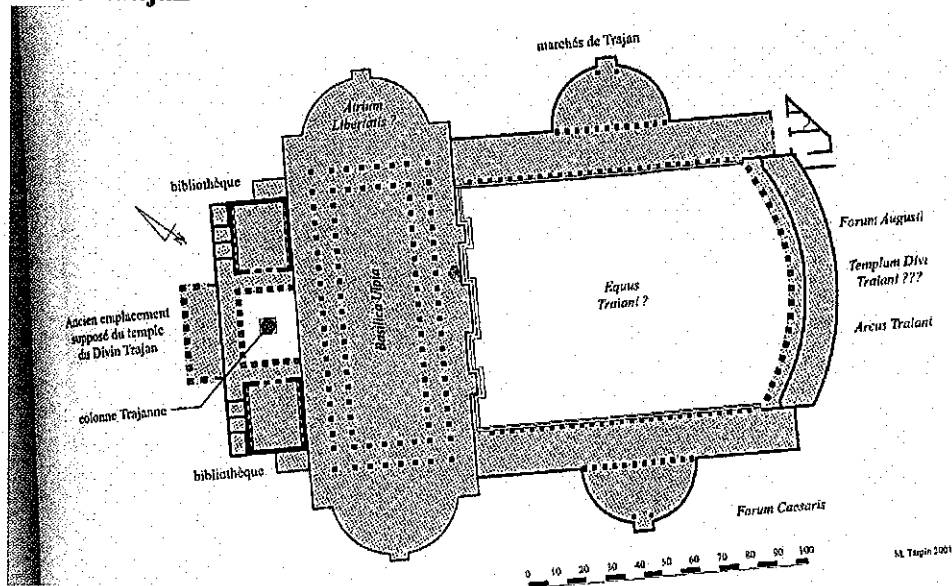 marchés de Trajan
Atrium
Libertatis ?
bibliothèque
Forum Augusti
Templum Divi
Traiani ???
Arcus Traiani
Equus
Traiani ?
Basilica Ulpia
Ancien emplacement
supposé du temple
du Divin Trajan
colonne Trajanne
bibliothèque
Forum Caesaris
0 10 20 30 40 50 60 70 80 90 100
M. Tarpin 2001